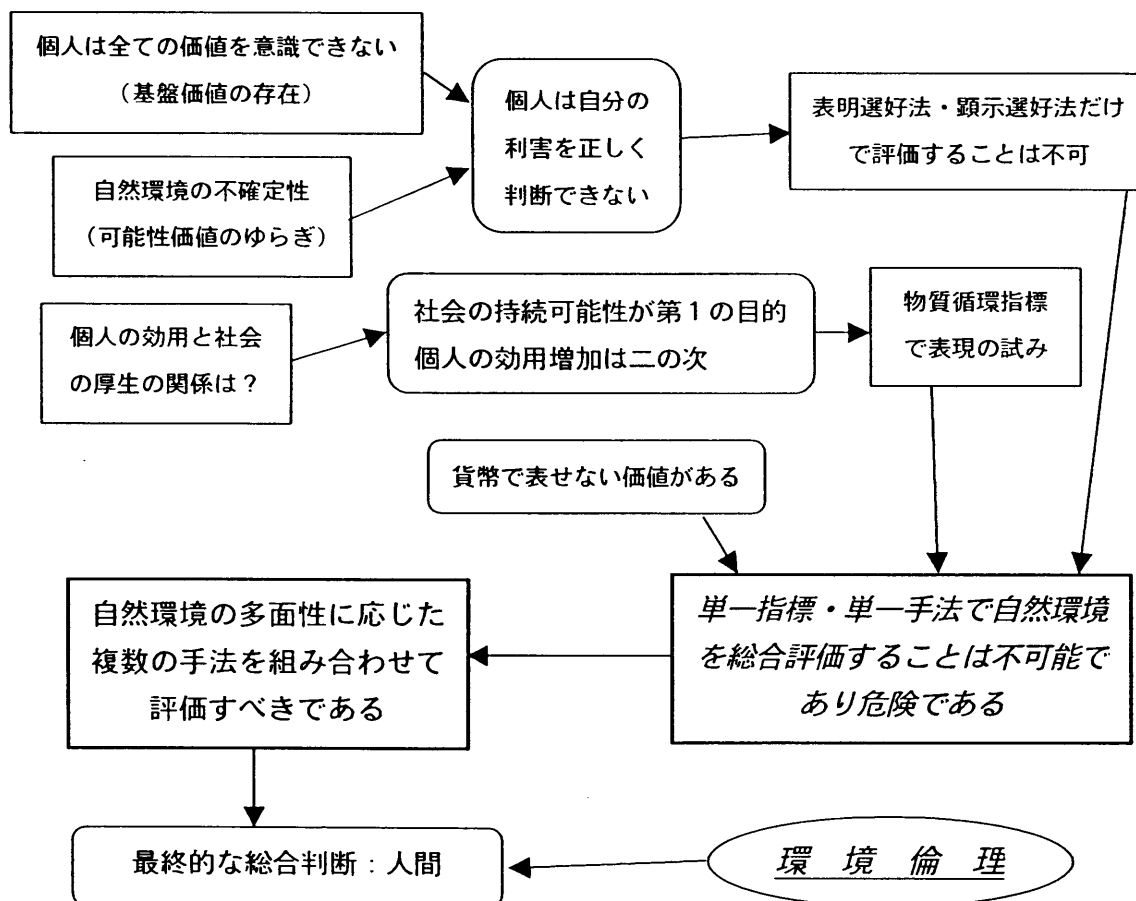 個人は全ての価値を意識できない
（基盤価値の存在）
個人は自分の
利害を正しく
判断できない
表明選好法・顕示選好法だけ
で評価することは不可
自然環境の不確定性
（可能性価値のゆらぎ）
個人の効用と社会
の厚生の関係は？
社会の持続可能性が第１の目的
個人の効用増加は二の次
物質循環指標
で表現の試み
貨幣で表せない価値がある
単一指標・単一手法で自然環境
を総合評価することは不可能で
あり危険である
自然環境の多面性に応じた
複数の手法を組み合わせて
評価すべきである
最終的な総合判断：人間
環　境　倫　理